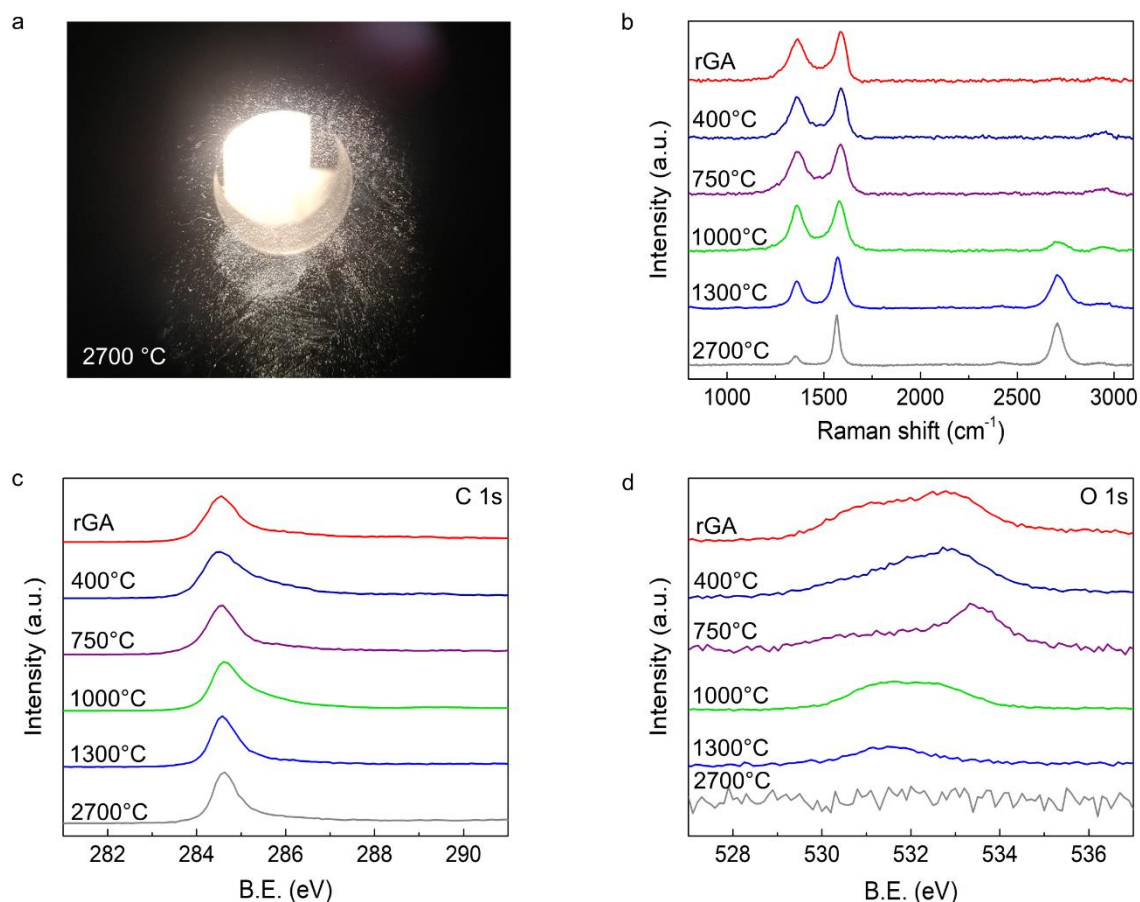 a
2700 °C
b
rGA
400°C
750°C
1000°C
1300°C
2700°C
Intensity (a.u.)
1000 1500 2000 2500 3000
Raman shift (cm⁻¹)
c
C 1s
rGA
400°C
750°C
1000°C
1300°C
2700°C
Intensity (a.u.)
282 284 286 288 290
B.E. (eV)
d
O 1s
rGA
400°C
750°C
1000°C
1300°C
2700°C
Intensity (a.u.)
528 530 532 534 536
B.E. (eV)